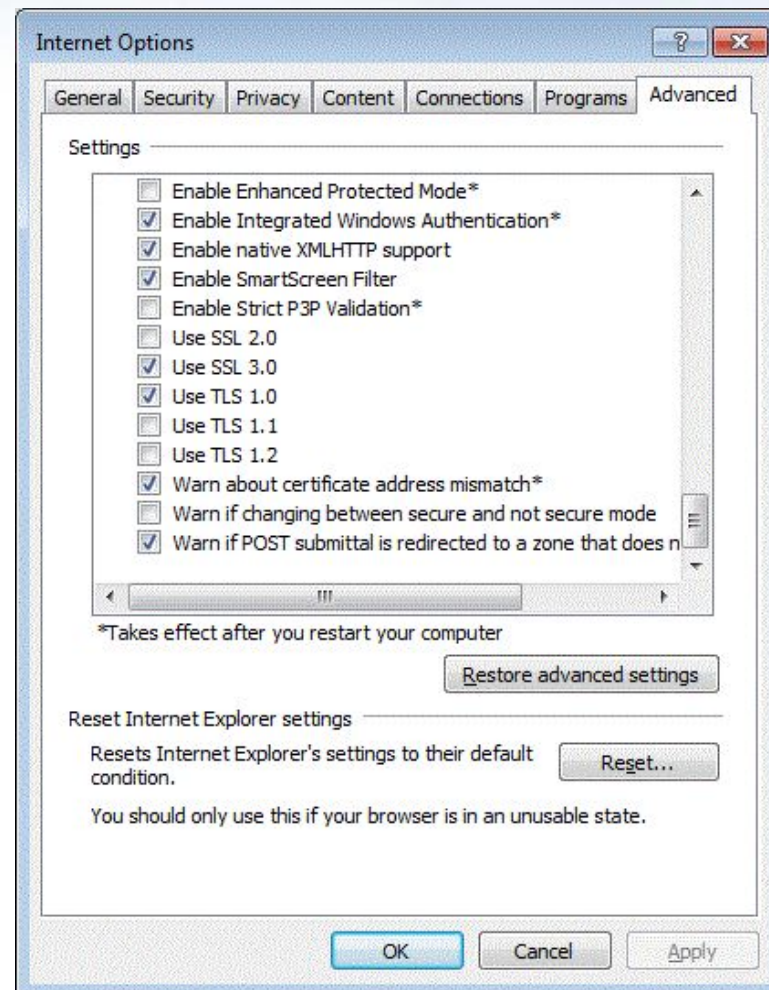 Internet Options
General Security Privacy Content Connections Programs Advanced
Settings
Enable Enhanced Protected Mode*
Enable Integrated Windows Authentication*
Enable native XMLHTTP support
Enable SmartScreen Filter
Enable Strict P3P Validation*
Use SSL 2.0
Use SSL 3.0
Use TLS 1.0
Use TLS 1.1
Use TLS 1.2
Warn about certificate address mismatch*
Warn if changing between secure and not secure mode
Warn if POST submittal is redirected to a zone that does n
*Takes effect after you restart your computer
Restore advanced settings
Reset Internet Explorer settings
Resets Internet Explorer's settings to their default
condition.
Reset...
You should only use this if your browser is in an unusable state.
OK Cancel Apply